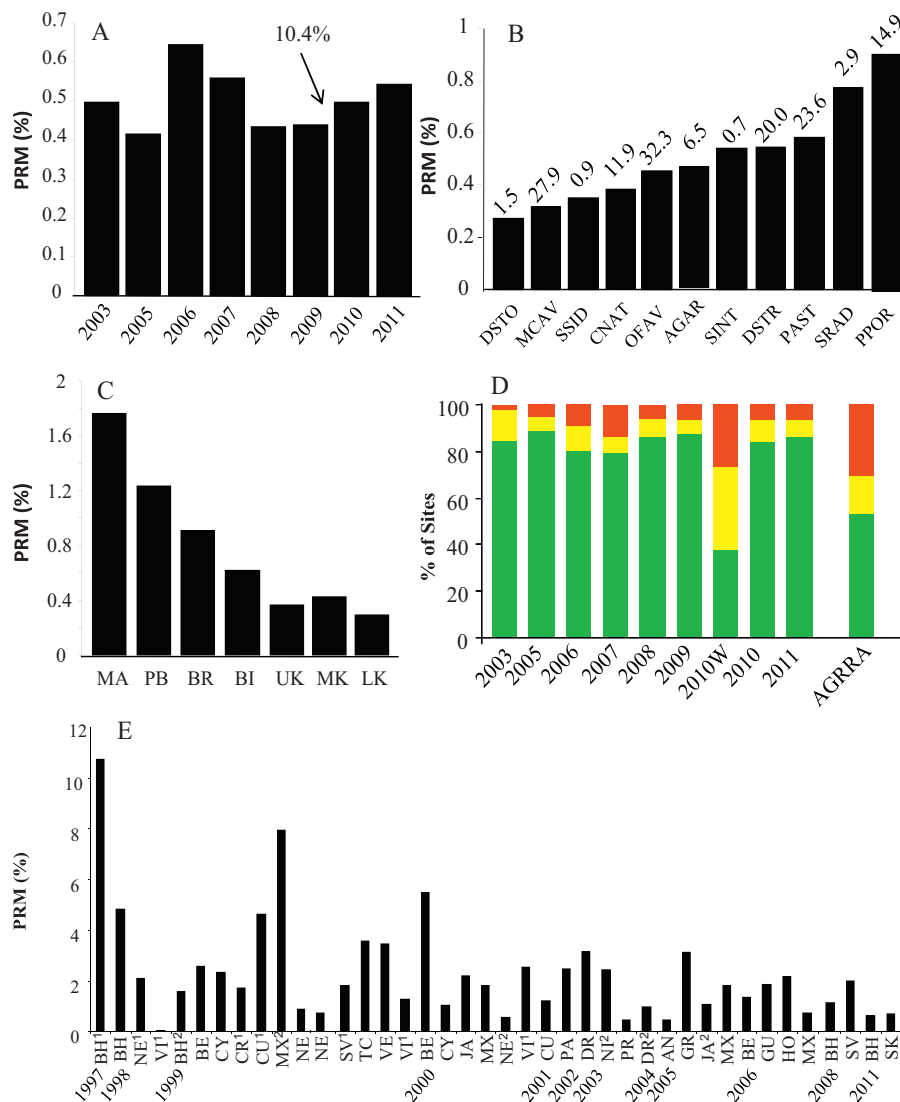 A
10.4%
PRM (%)
0.7
0.6
0.5
0.4
0.3
0.2
0.1
0
2003 2005 2006 2007 2008 2009 2010 2011
B
PRM (%)
1
0.8
0.6
0.4
0.2
0
1.5 27.9 0.9 11.9 32.3 6.5 0.7 20.0 23.6 2.9 14.9
DSTO MCAV SSID CNAT OFAV AGAR SINT DSTR PAST SRAD PPOR
C
PRM (%)
2
1.6
1.2
0.8
0.4
0
MA PB BR BI UK MK LK
D
% of Sites
100
80
60
40
20
0
2003 2005 2006 2007 2008 2009 2010W 2010 2011 AGRRA
E
PRM (%)
12
10
8
6
4
2
0
BH¹ BH NE¹ VI¹ BH² BE CY CR¹ CU¹ MX² NE NE SV¹ TC VE VI¹ BE CY JA MX NE² VI¹ CU PA DR NI² PR DR² AN GR JA² MX BE GU HO MX BH SV BH SK
1997 1998 1999 2000 2001 2002 2003 2004 2005 2006 2008 2011